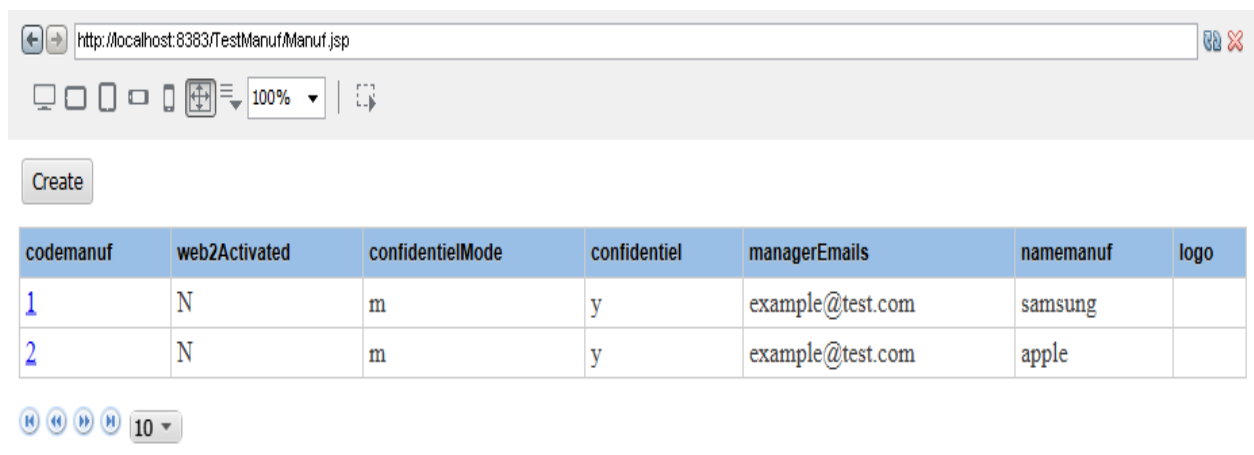 http://localhost:8383/TestManuf/Manuf.jsp
100%
Create
codemanuf web2Activated confidentielMode confidentiel managerEmails namemanuf logo
1 N m y example@test.com samsung
2 N m y example@test.com apple
10